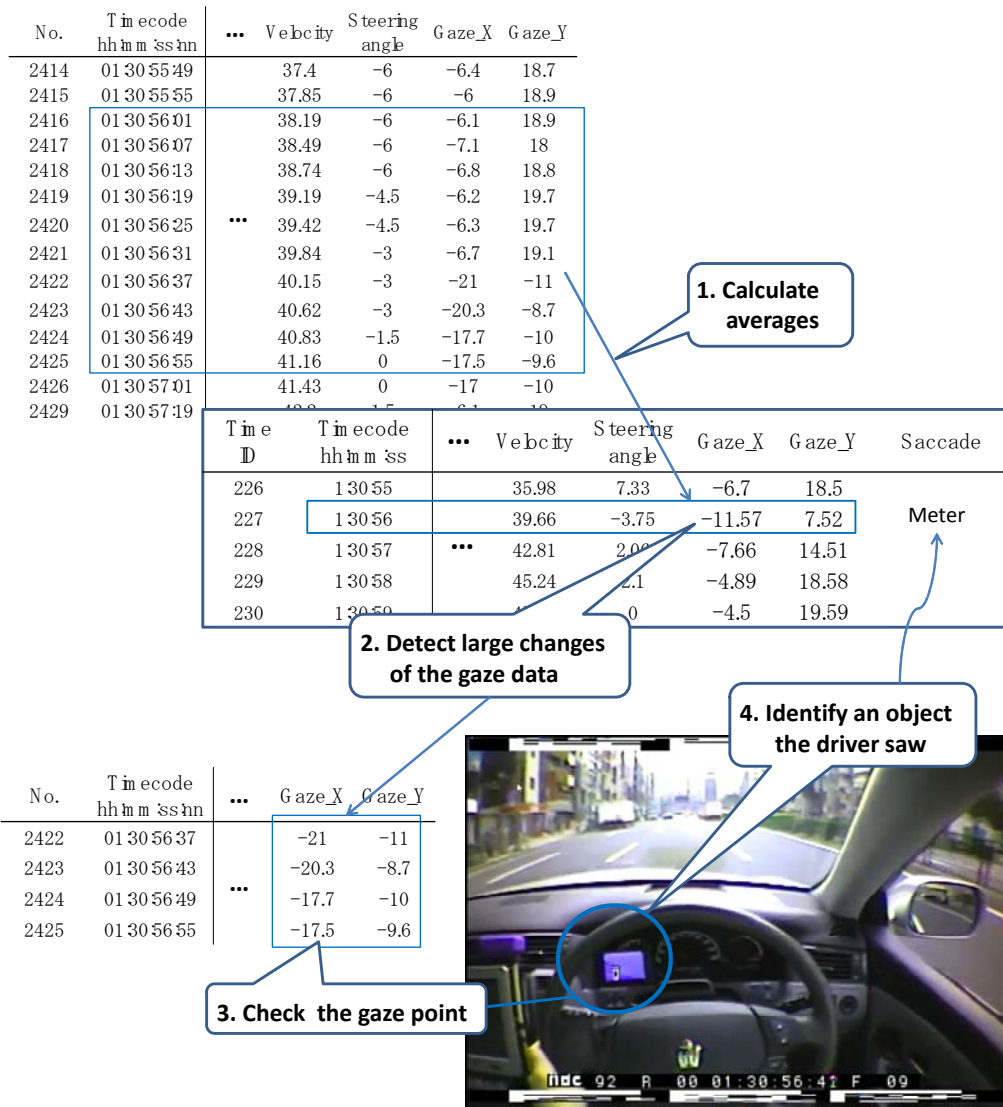 No. Timecode hh:mm:ss:nn ... Velocity Steering angle Gaze_X Gaze_Y
2414 01:30:55:49 37.4 −6 −6.4 18.7
2415 01:30:55:55 37.85 −6 −6 18.9
2416 01:30:56:01 38.19 −6 −6.1 18.9
2417 01:30:56:07 38.49 −6 −7.1 18
2418 01:30:56:13 38.74 −6 −6.8 18.8
2419 01:30:56:19 39.19 −4.5 −6.2 19.7
2420 01:30:56:25 ... 39.42 −4.5 −6.3 19.7
2421 01:30:56:31 39.84 −3 −6.7 19.1
2422 01:30:56:37 40.15 −3 −21 −11
2423 01:30:56:43 40.62 −3 −20.3 −8.7
2424 01:30:56:49 40.83 −1.5 −17.7 −10
2425 01:30:56:55 41.16 0 −17.5 −9.6
2426 01:30:57:01 41.43 0 −17 −10
2429 01:30:57:19
1. Calculate
averages
Time ID Timecode hh:mm:ss ... Velocity Steering angle Gaze_X Gaze_Y Saccade
226 1:30:55 35.98 7.33 −6.7 18.5
227 1:30:56 39.66 −3.75 −11.57 7.52 Meter
228 1:30:57 ... 42.81 −7.66 14.51
229 1:30:58 45.24 −4.89 18.58
230 1:30:59 0 −4.5 19.59
2. Detect large changes
of the gaze data
4. Identify an object
the driver saw
No. Timecode hh:mm:ss:nn ... Gaze_X Gaze_Y
2422 01:30:56:37 −21 −11
2423 01:30:56:43 −20.3 −8.7
2424 01:30:56:49 ... −17.7 −10
2425 01:30:56:55 −17.5 −9.6
3. Check the gaze point
92 R 00 01:30:56:42 F 09